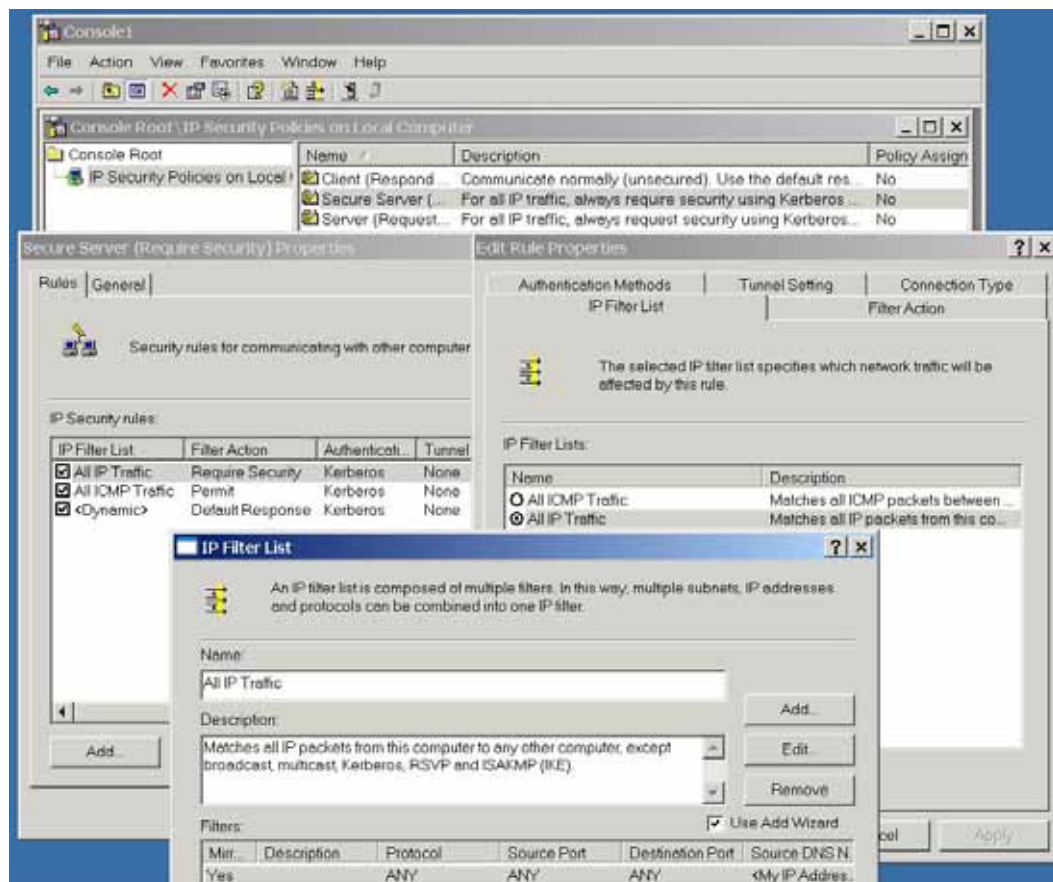 Console1
File Action View Favorites Window Help
Console Root\IP Security Policies on Local Computer
Console Root
IP Security Policies on Local
Name Description Policy Assign
Client (Respond... Communicate normally (unsecured). Use the default res... No
Secure Server (... For all IP traffic, always require security using Kerberos ... No
Server (Request... For all IP traffic, always request security using Kerberos... No
Secure Server (Require Security) Properties
Rules General
Security rules for communicating with other computer
IP Security rules:
IP Filter List Filter Action Authenticati... Tunnel
All IP Traffic Require Security Kerberos None
All ICMP Traffic Permit Kerberos None
<Dynamic> Default Response Kerberos None
Add...
Edit Rule Properties
Authentication Methods Tunnel Setting Connection Type
IP Filter List Filter Action
The selected IP filter list specifies which network traffic will be
affected by this rule.
IP Filter Lists:
Name Description
All ICMP Traffic Matches all ICMP packets between ...
All IP Traffic Matches all IP packets from this co...
cel Apply
IP Filter List
An IP filter list is composed of multiple filters. In this way, multiple subnets, IP addresses
and protocols can be combined into one IP filter.
Name:
All IP Traffic
Description:
Matches all IP packets from this computer to any other computer, except
broadcast, multicast, Kerberos, RSVP and ISAKMP (IKE).
Add...
Edit...
Remove
Use Add Wizard
Filters:
Mirr... Description Protocol Source Port Destination Port Source DNS N
Yes ANY ANY ANY <My IP Addres...